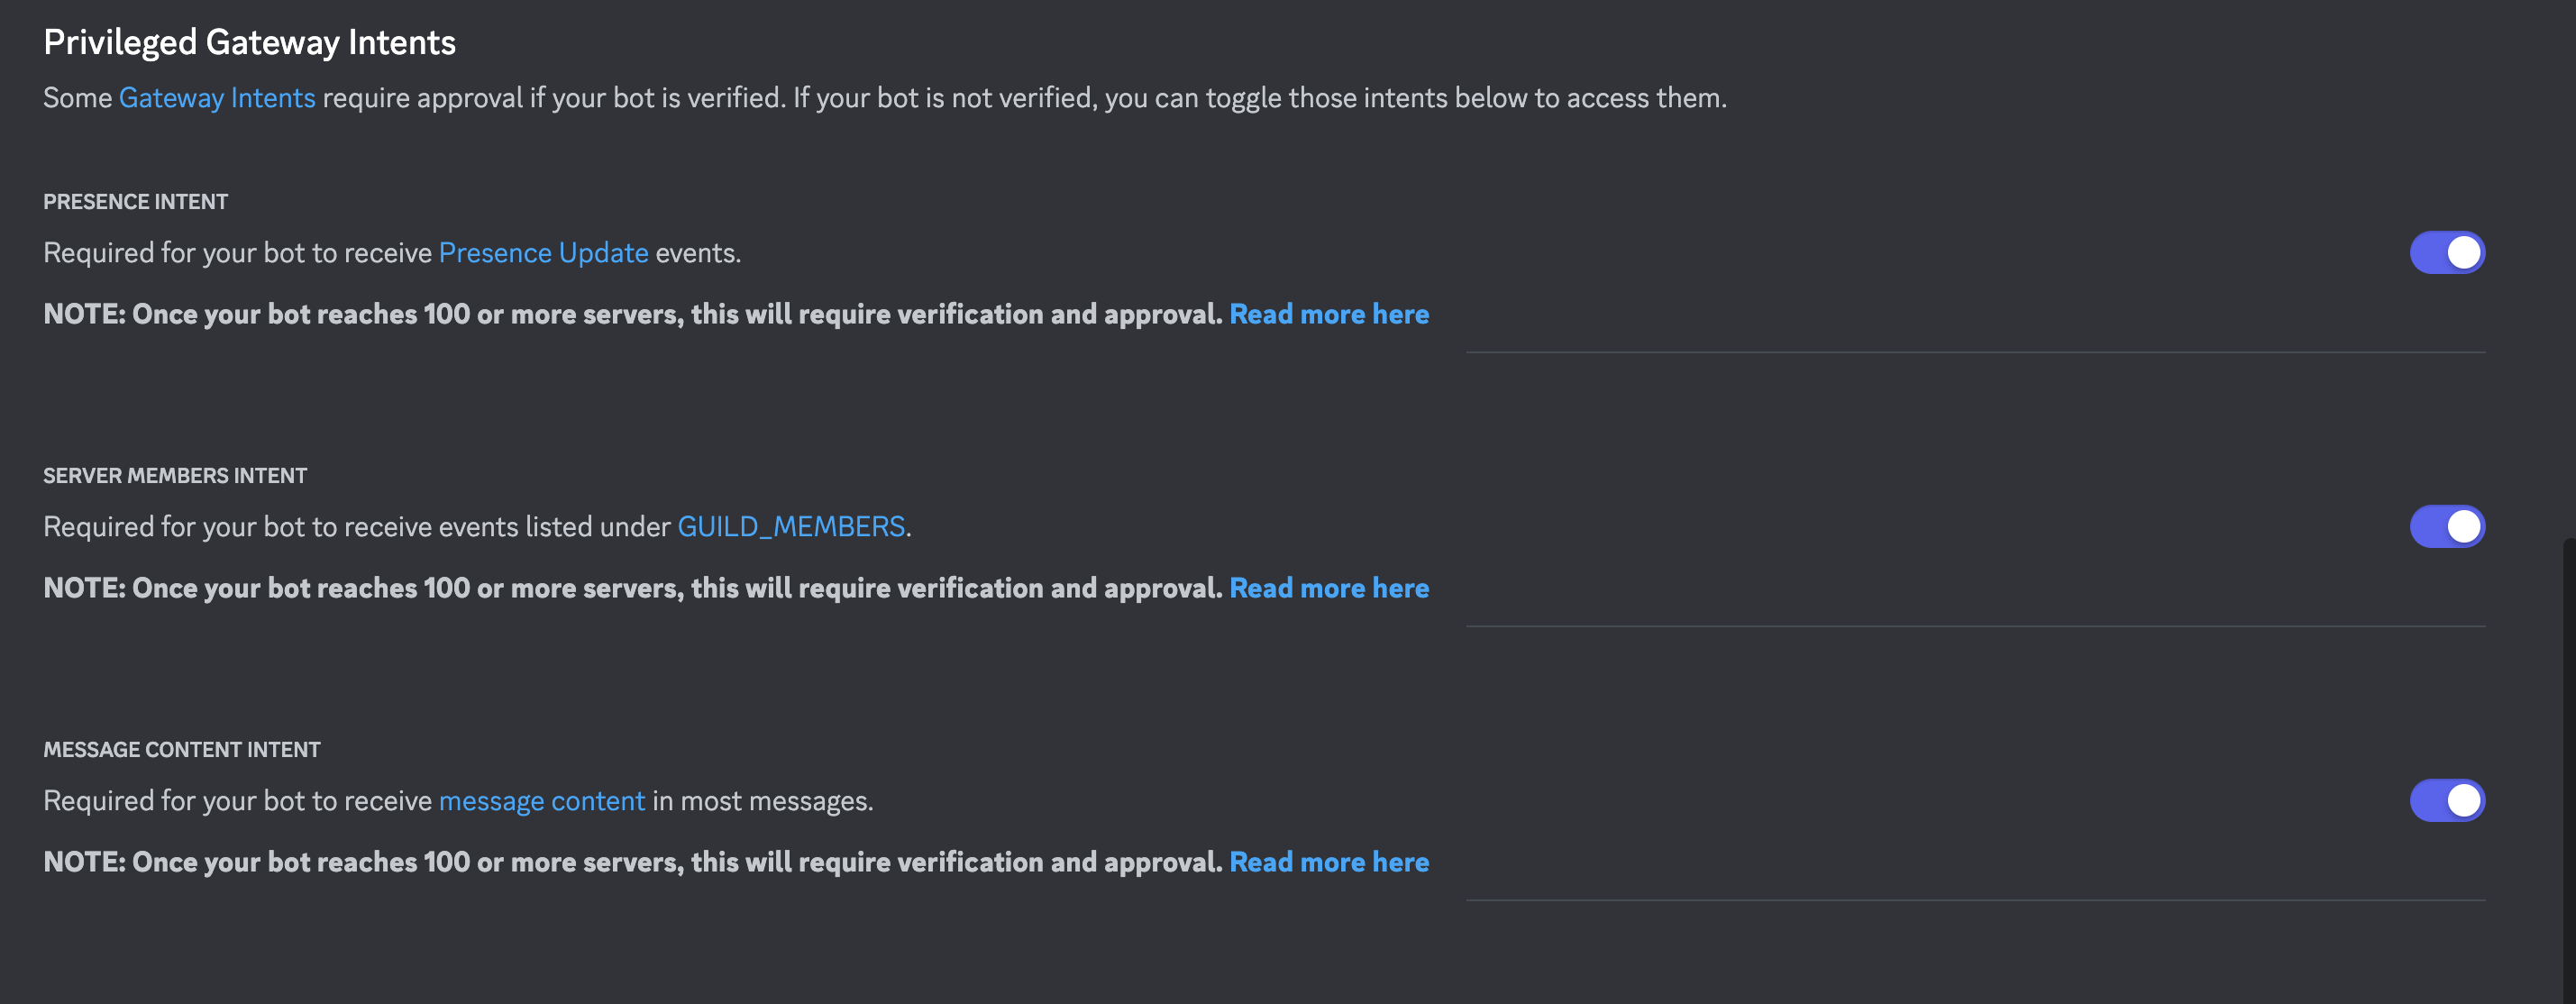 Privileged Gateway Intents
Some Gateway Intents require approval if your bot is verified. If your bot is not verified, you can toggle those intents below to access them.
PRESENCE INTENT
Required for your bot to receive Presence Update events.
NOTE: Once your bot reaches 100 or more servers, this will require verification and approval. Read more here
SERVER MEMBERS INTENT
Required for your bot to receive events listed under GUILD_MEMBERS.
NOTE: Once your bot reaches 100 or more servers, this will require verification and approval. Read more here
MESSAGE CONTENT INTENT
Required for your bot to receive message content in most messages.
NOTE: Once your bot reaches 100 or more servers, this will require verification and approval. Read more here